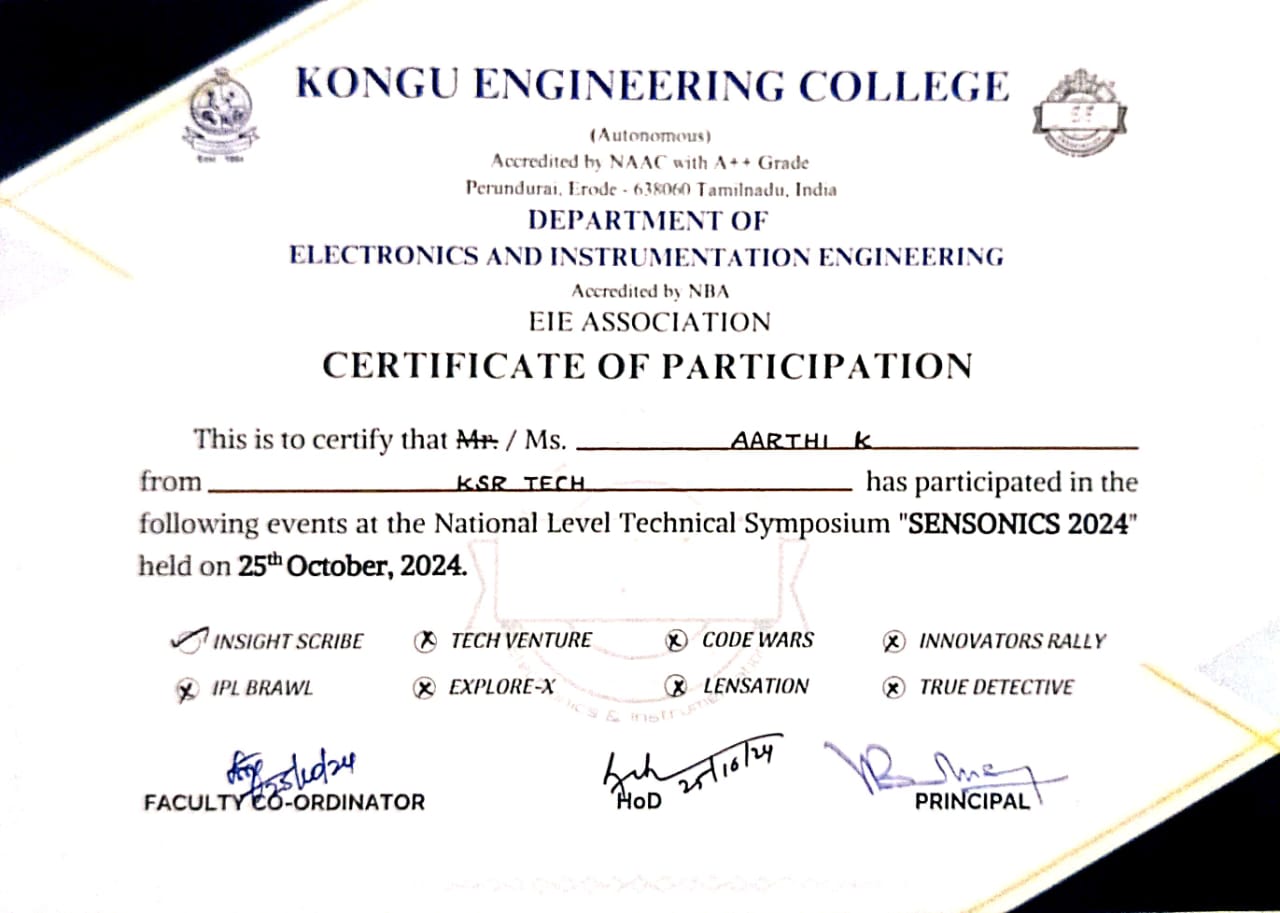 KONGU ENGINEERING COLLEGE
(Autonomous)
Accredited by NAAC with A++ Grade
Perundurai, Erode - 638060 Tamilnadu, India
DEPARTMENT OF
ELECTRONICS AND INSTRUMENTATION ENGINEERING
Accredited by NBA
EIE ASSOCIATION
CERTIFICATE OF PARTICIPATION
This is to certify that Mr. / Ms. AARTHI K
from KSR TECH has participated in the
following events at the National Level Technical Symposium "SENSONICS 2024"
held on 25th October, 2024.
INSIGHT SCRIBE TECH VENTURE CODE WARS INNOVATORS RALLY
IPL BRAWL EXPLORE-X LENSATION TRUE DETECTIVE
25/10/24 25/10/24
FACULTY CO-ORDINATOR HoD PRINCIPAL